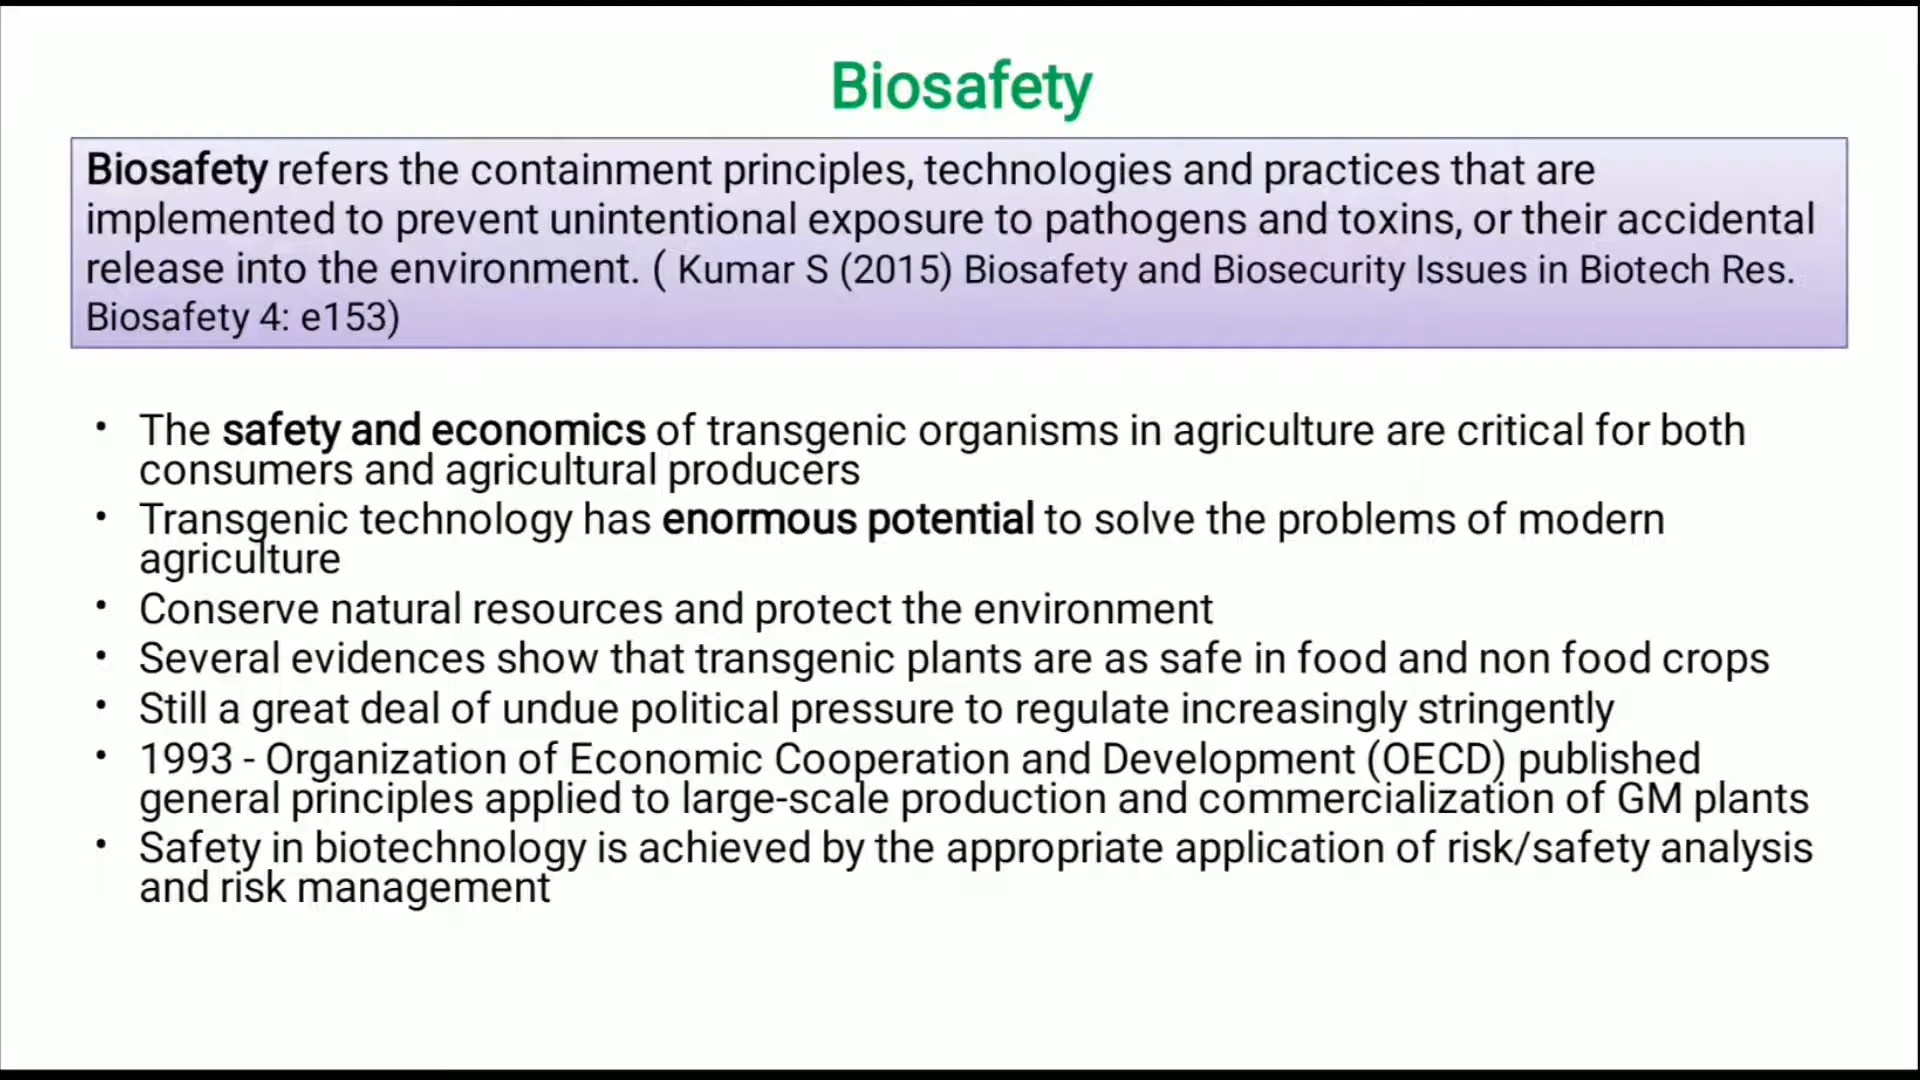 Biosafety
Biosafety refers the containment principles, technologies and practices that are
implemented to prevent unintentional exposure to pathogens and toxins, or their accidental
release into the environment. ( Kumar S (2015) Biosafety and Biosecurity Issues in Biotech Res.
Biosafety 4: e153)
• The safety and economics of transgenic organisms in agriculture are critical for both
consumers and agricultural producers
• Transgenic technology has enormous potential to solve the problems of modern
agriculture
• Conserve natural resources and protect the environment
• Several evidences show that transgenic plants are as safe in food and non food crops
• Still a great deal of undue political pressure to regulate increasingly stringently
• 1993 - Organization of Economic Cooperation and Development (OECD) published
general principles applied to large-scale production and commercialization of GM plants
• Safety in biotechnology is achieved by the appropriate application of risk/safety analysis
and risk management